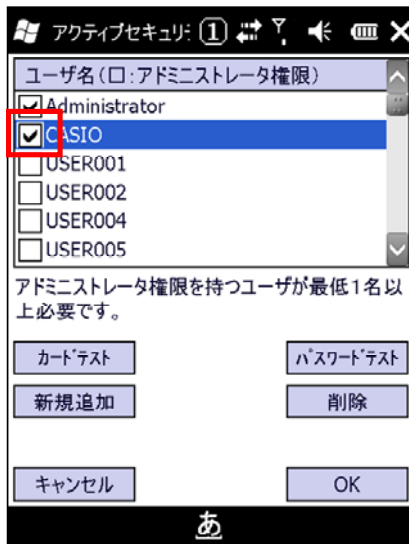 アクティブセキュリ: 1
ユーザ名(□:アドミニストレータ権限)
Administrator
CASIO
USER001
USER002
USER004
USER005
アドミニストレータ権限を持つユーザが最低1名以
上必要です。
カードテスト パスワードテスト
新規追加 削除
キャンセル OK
あ